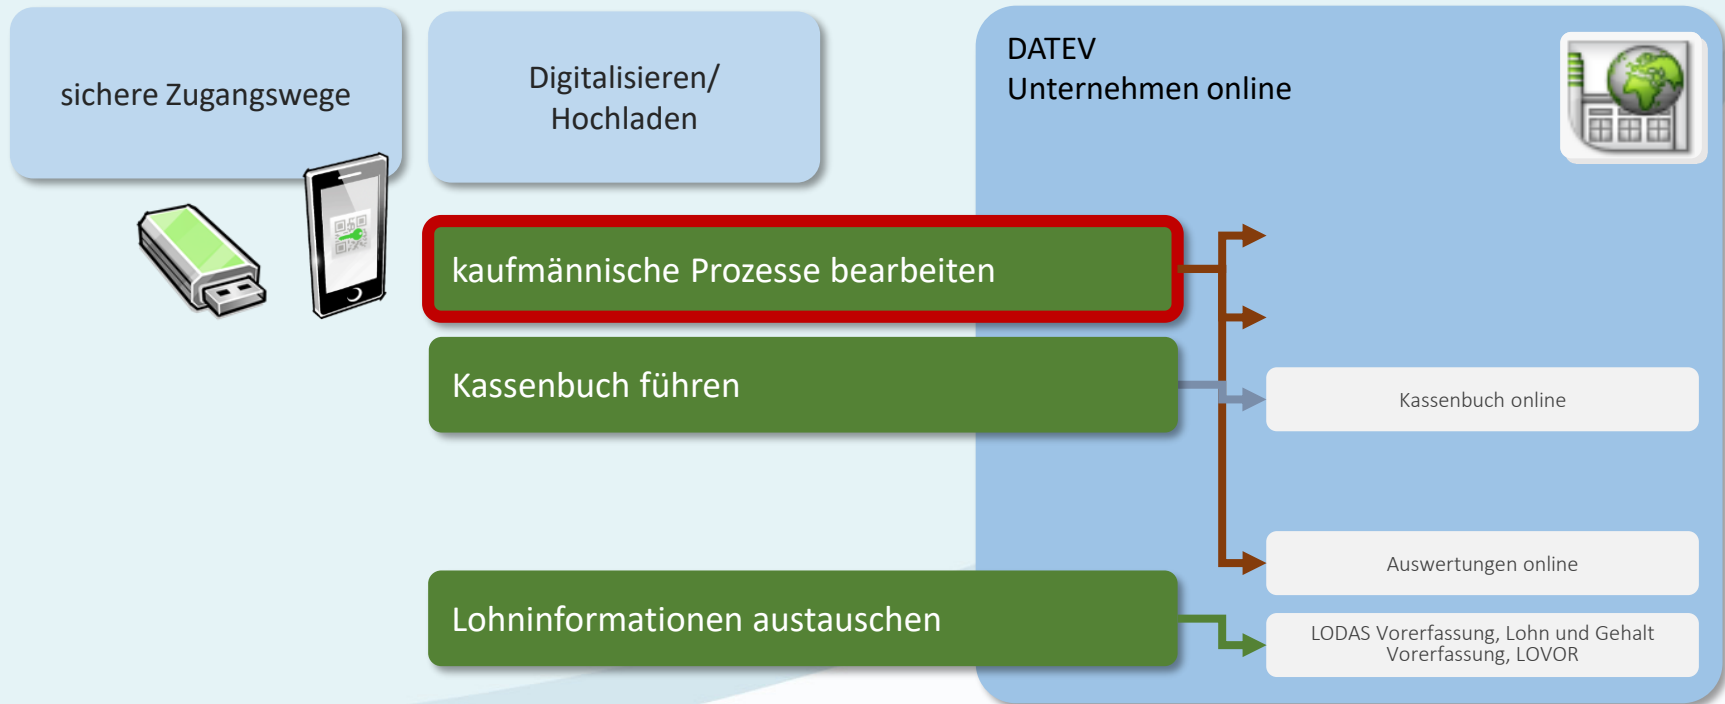 sichere Zugangswege
Digitalisieren/
Hochladen
DATEV
Unternehmen online
kaufmännische Prozesse bearbeiten
Kassenbuch führen
Kassenbuch online
Auswertungen online
Lohninformationen austauschen
LODAS Vorerfassung, Lohn und Gehalt
Vorerfassung, LOVOR